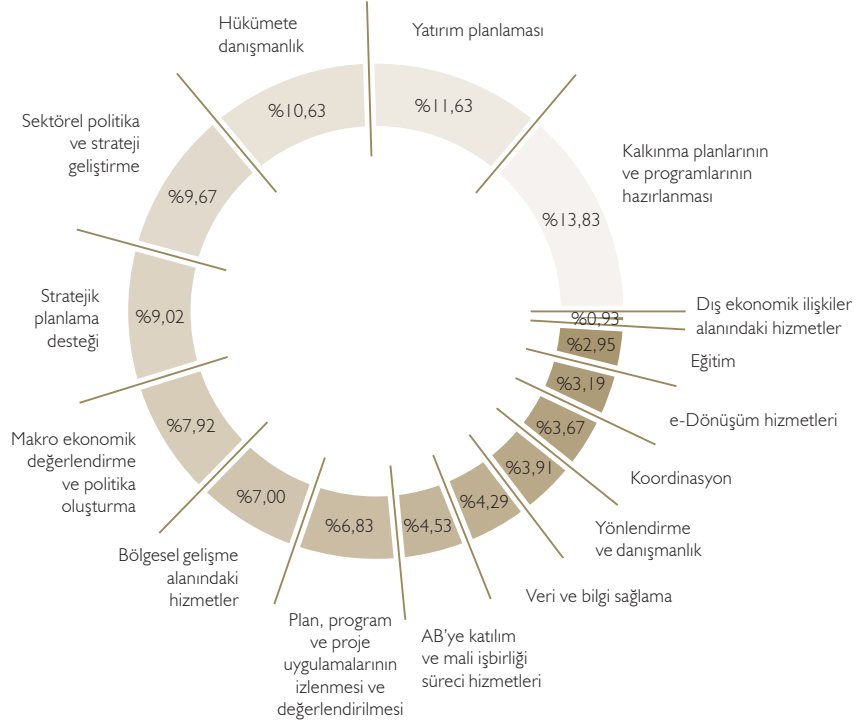 Hükümete
danışmanlık
%10,63
Yatırım planlaması
%11,63
Kalkınma planlarının
ve programlarının
hazırlanması
%13,83
Dış ekonomik ilişkiler
alanındaki hizmetler
%0,93
Eğitim
%2,95
e-Dönüşüm hizmetleri
%3,19
Koordinasyon
%3,67
Yönlendirme
ve danışmanlık
%3,91
Veri ve bilgi sağlama
%4,29
AB'ye katılım
ve mali işbirliği
süreci hizmetleri
%4,53
Plan, program
ve proje
uygulamalarının
izlenmesi ve
değerlendirilmesi
%6,83
Bölgesel gelişme
alanındaki
hizmetler
%7,00
Makro ekonomik
değerlendirme
ve politika
oluşturma
%7,92
Stratejik
planlama
desteği
%9,02
Sektörel politika
ve strateji
geliştirme
%9,67